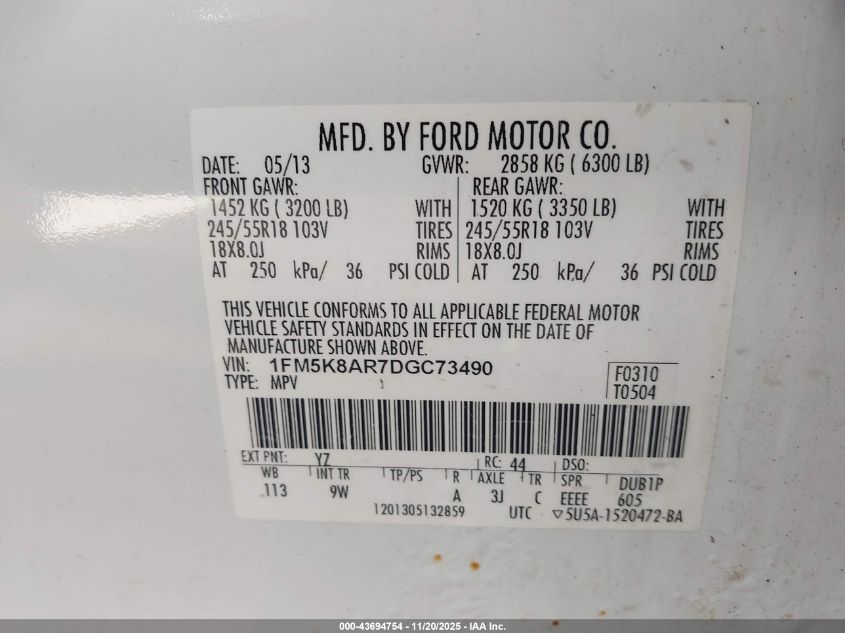 MFD. BY FORD MOTOR CO.
DATE: 05/13 GVWR: 2858 KG ( 6300 LB)
FRONT GAWR: REAR GAWR:
1452 KG ( 3200 LB) WITH 1520 KG ( 3350 LB) WITH
245/55R18 103V TIRES 245/55R18 103V TIRES
18X8.0J RIMS 18X8.0J RIMS
AT 250 kPa/ 36 PSI COLD AT 250 kPa/ 36 PSI COLD
THIS VEHICLE CONFORMS TO ALL APPLICABLE FEDERAL MOTOR
VEHICLE SAFETY STANDARDS IN EFFECT ON THE DATE OF
MANUFACTURE SHOWN ABOVE.
VIN: 1FM5K8AR7DGC73490 F0310
TYPE: MPV T0504
EXT PNT: YZ RC: 44 DSO:
WB INT TR TP/PS R AXLE TR SPR DUB1P
113 9W A 3J C EEEE 605
1201305132859 UTC ▽5U5A-1520472-BA
000-43694754 - 11/20/2025 - IAA Inc.